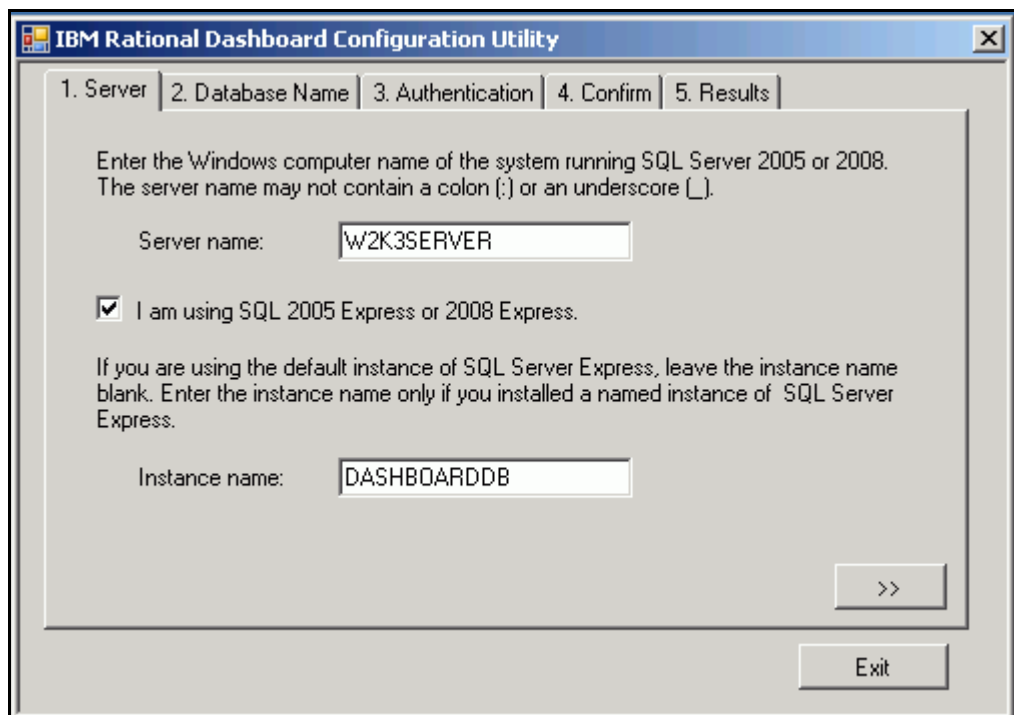 IBM Rational Dashboard Configuration Utility
1. Server
2. Database Name
3. Authentication
4. Confirm
5. Results
Enter the Windows computer name of the system running SQL Server 2005 or 2008.
The server name may not contain a colon (:) or an underscore (_).
Server name:
W2K3SERVER
I am using SQL 2005 Express or 2008 Express.
If you are using the default instance of SQL Server Express, leave the instance name
blank. Enter the instance name only if you installed a named instance of SQL Server
Express.
Instance name:
DASHBOARDDB
>>
Exit